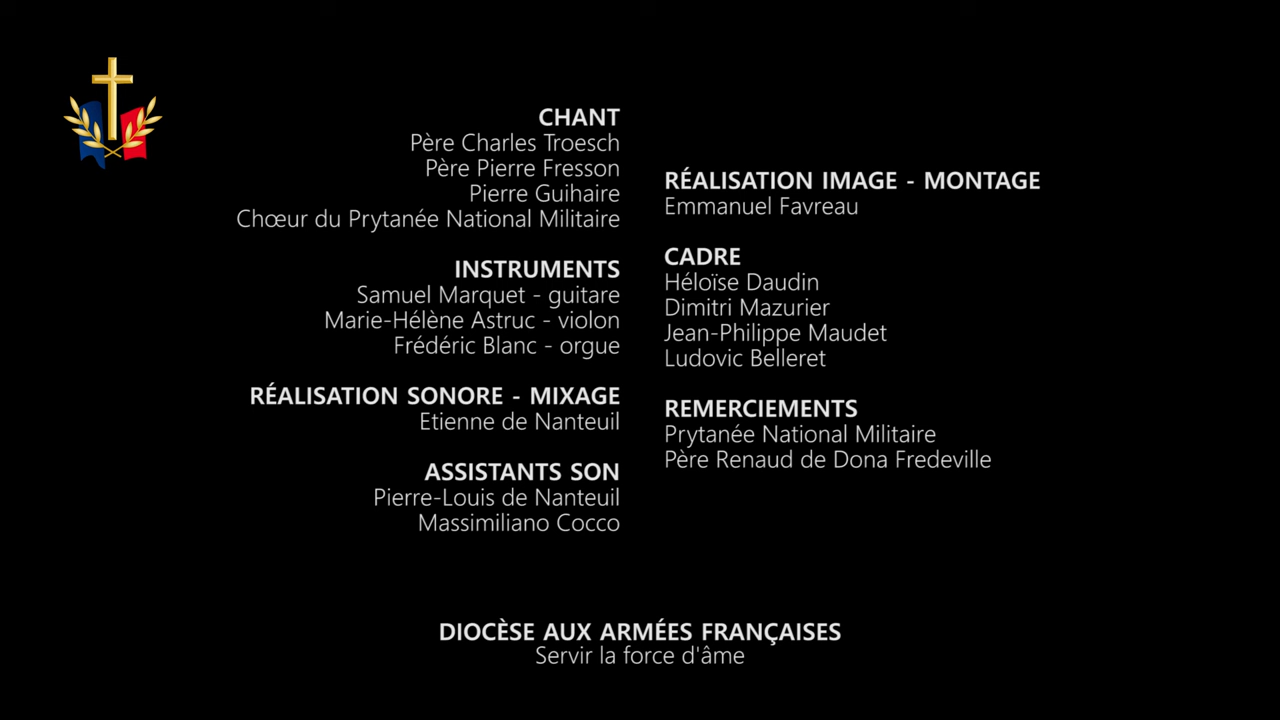 CHANT
Père Charles Troesch
Père Pierre Fresson
Pierre Guihaire
Chœur du Prytanée National Militaire
INSTRUMENTS
Samuel Marquet - guitare
Marie-Hélène Astruc - violon
Frédéric Blanc - orgue
RÉALISATION SONORE - MIXAGE
Etienne de Nanteuil
ASSISTANTS SON
Pierre-Louis de Nanteuil
Massimiliano Cocco
RÉALISATION IMAGE - MONTAGE
Emmanuel Favreau
CADRE
Héloïse Daudin
Dimitri Mazurier
Jean-Philippe Maudet
Ludovic Belleret
REMERCIEMENTS
Prytanée National Militaire
Père Renaud de Dona Fredeville
DIOCÈSE AUX ARMÉES FRANÇAISES
Servir la force d'âme